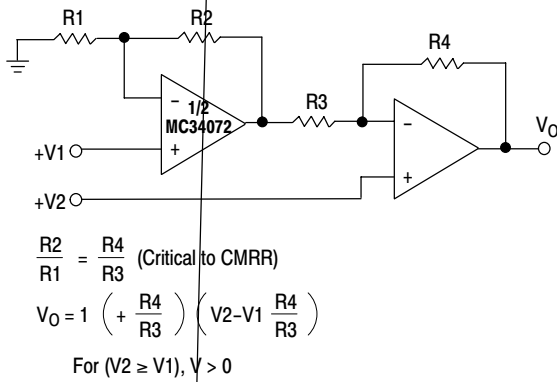 R1
R2
1/2
MC34072
−
+
R3
R4
−
+
VO
+V1
+V2
R2/R1 = R4/R3 (Critical to CMRR)
VO = 1 ( + R4/R3 ) ( V2−V1 R4/R3 )
For (V2 ≥ V1), V > 0